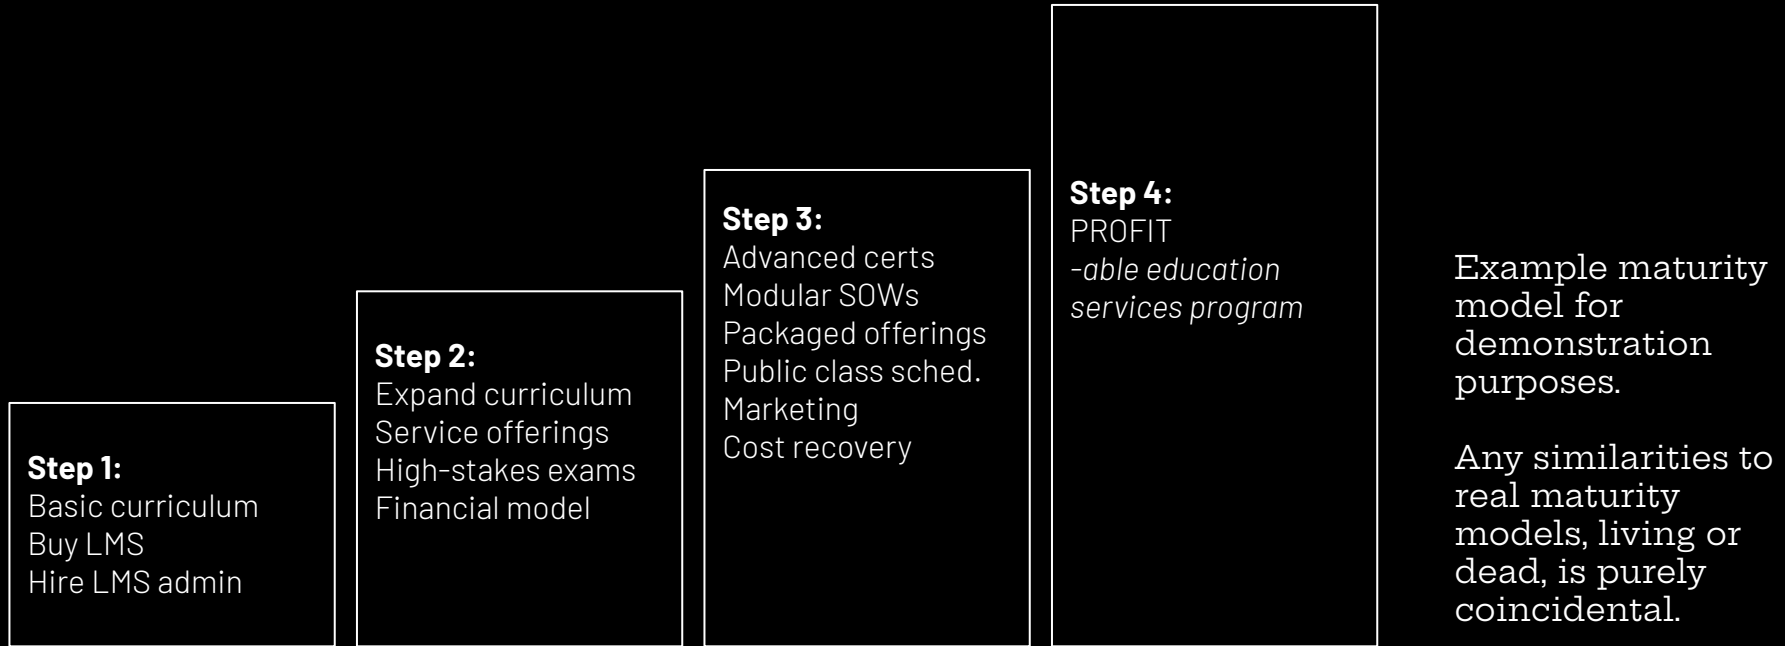 Step 1:
Basic curriculum
Buy LMS
Hire LMS admin
Step 2:
Expand curriculum
Service offerings
High-stakes exams
Financial model
Step 3:
Advanced certs
Modular SOWs
Packaged offerings
Public class sched.
Marketing
Cost recovery
Step 4:
PROFIT
-able education
services program
Example maturity
model for
demonstration
purposes.
Any similarities to
real maturity
models, living or
dead, is purely
coincidental.